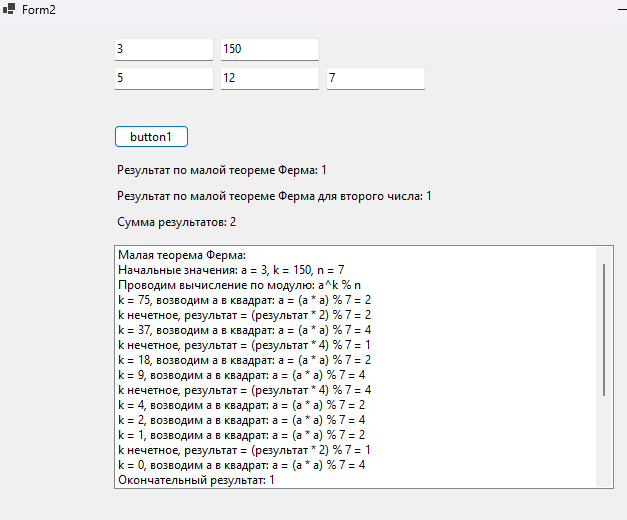 Form2
3 150
5 12 7
button1
Результат по малой теореме Ферма: 1
Результат по малой теореме Ферма для второго числа: 1
Сумма результатов: 2
Малая теорема Ферма:
Начальные значения: a = 3, k = 150, n = 7
Проводим вычисление по модулю: a^k % n
k = 75, возводим a в квадрат: a = (a * a) % 7 = 2
k нечетное, результат = (результат * 2) % 7 = 2
k = 37, возводим a в квадрат: a = (a * a) % 7 = 4
k нечетное, результат = (результат * 4) % 7 = 1
k = 18, возводим a в квадрат: a = (a * a) % 7 = 2
k = 9, возводим a в квадрат: a = (a * a) % 7 = 4
k нечетное, результат = (результат * 4) % 7 = 4
k = 4, возводим a в квадрат: a = (a * a) % 7 = 2
k = 2, возводим a в квадрат: a = (a * a) % 7 = 4
k = 1, возводим a в квадрат: a = (a * a) % 7 = 2
k нечетное, результат = (результат * 2) % 7 = 1
k = 0, возводим a в квадрат: a = (a * a) % 7 = 4
Окончательный результат: 1